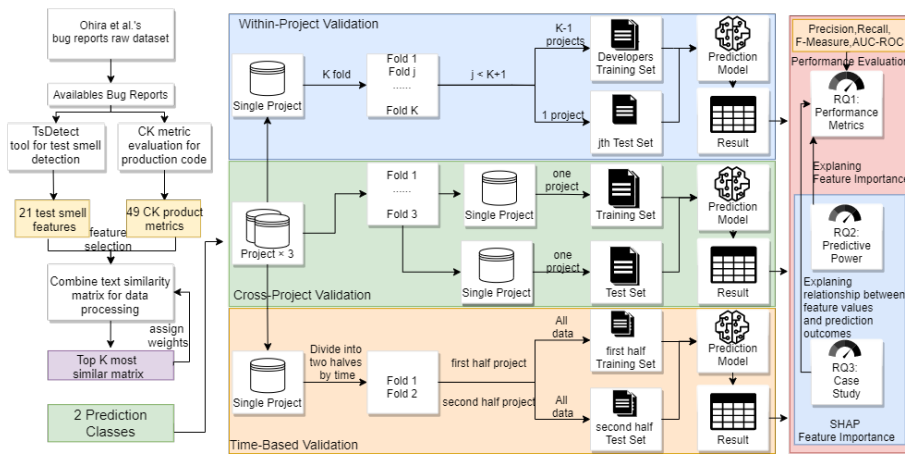 Ohira et al.'s
bug reports raw dataset
Availables Bug Reports
TsDetect
tool for test smell
detection
CK metric
evaluation for
production code
21 test smell
features
49 CK product
metrics
feature
selection
Combine text similarity
matrix for data
processing
assign
weights
Top K most
similar matrix
2 Prediction
Classes
Within-Project Validation
Single Project
K fold
Fold 1
Fold j
......
Fold K
j < K+1
K-1
projects
1 project
Developers
Training Set
jth Test Set
Prediction
Model
Result
Project × 3
Cross-Project Validation
Fold 1
......
Fold 3
Single Project
one
project
Training Set
Single Project
one
project
Test Set
Prediction
Model
Result
Single Project
Divide into
two halves
by time
Fold 1
Fold 2
first half project
second half project
All
data
All
data
first half
Training Set
second half
Test Set
Prediction
Model
Result
Time-Based Validation
Precision,Recall,
F-Measure,AUC-ROC
Performance Evaluation
RQ1:
Performance
Metrics
Explaning
Feature Importance
RQ2:
Predictive
Power
Explaning
relationship between
feature values
and prediction
outcomes
RQ3: Case
Study
SHAP
Feature Importance